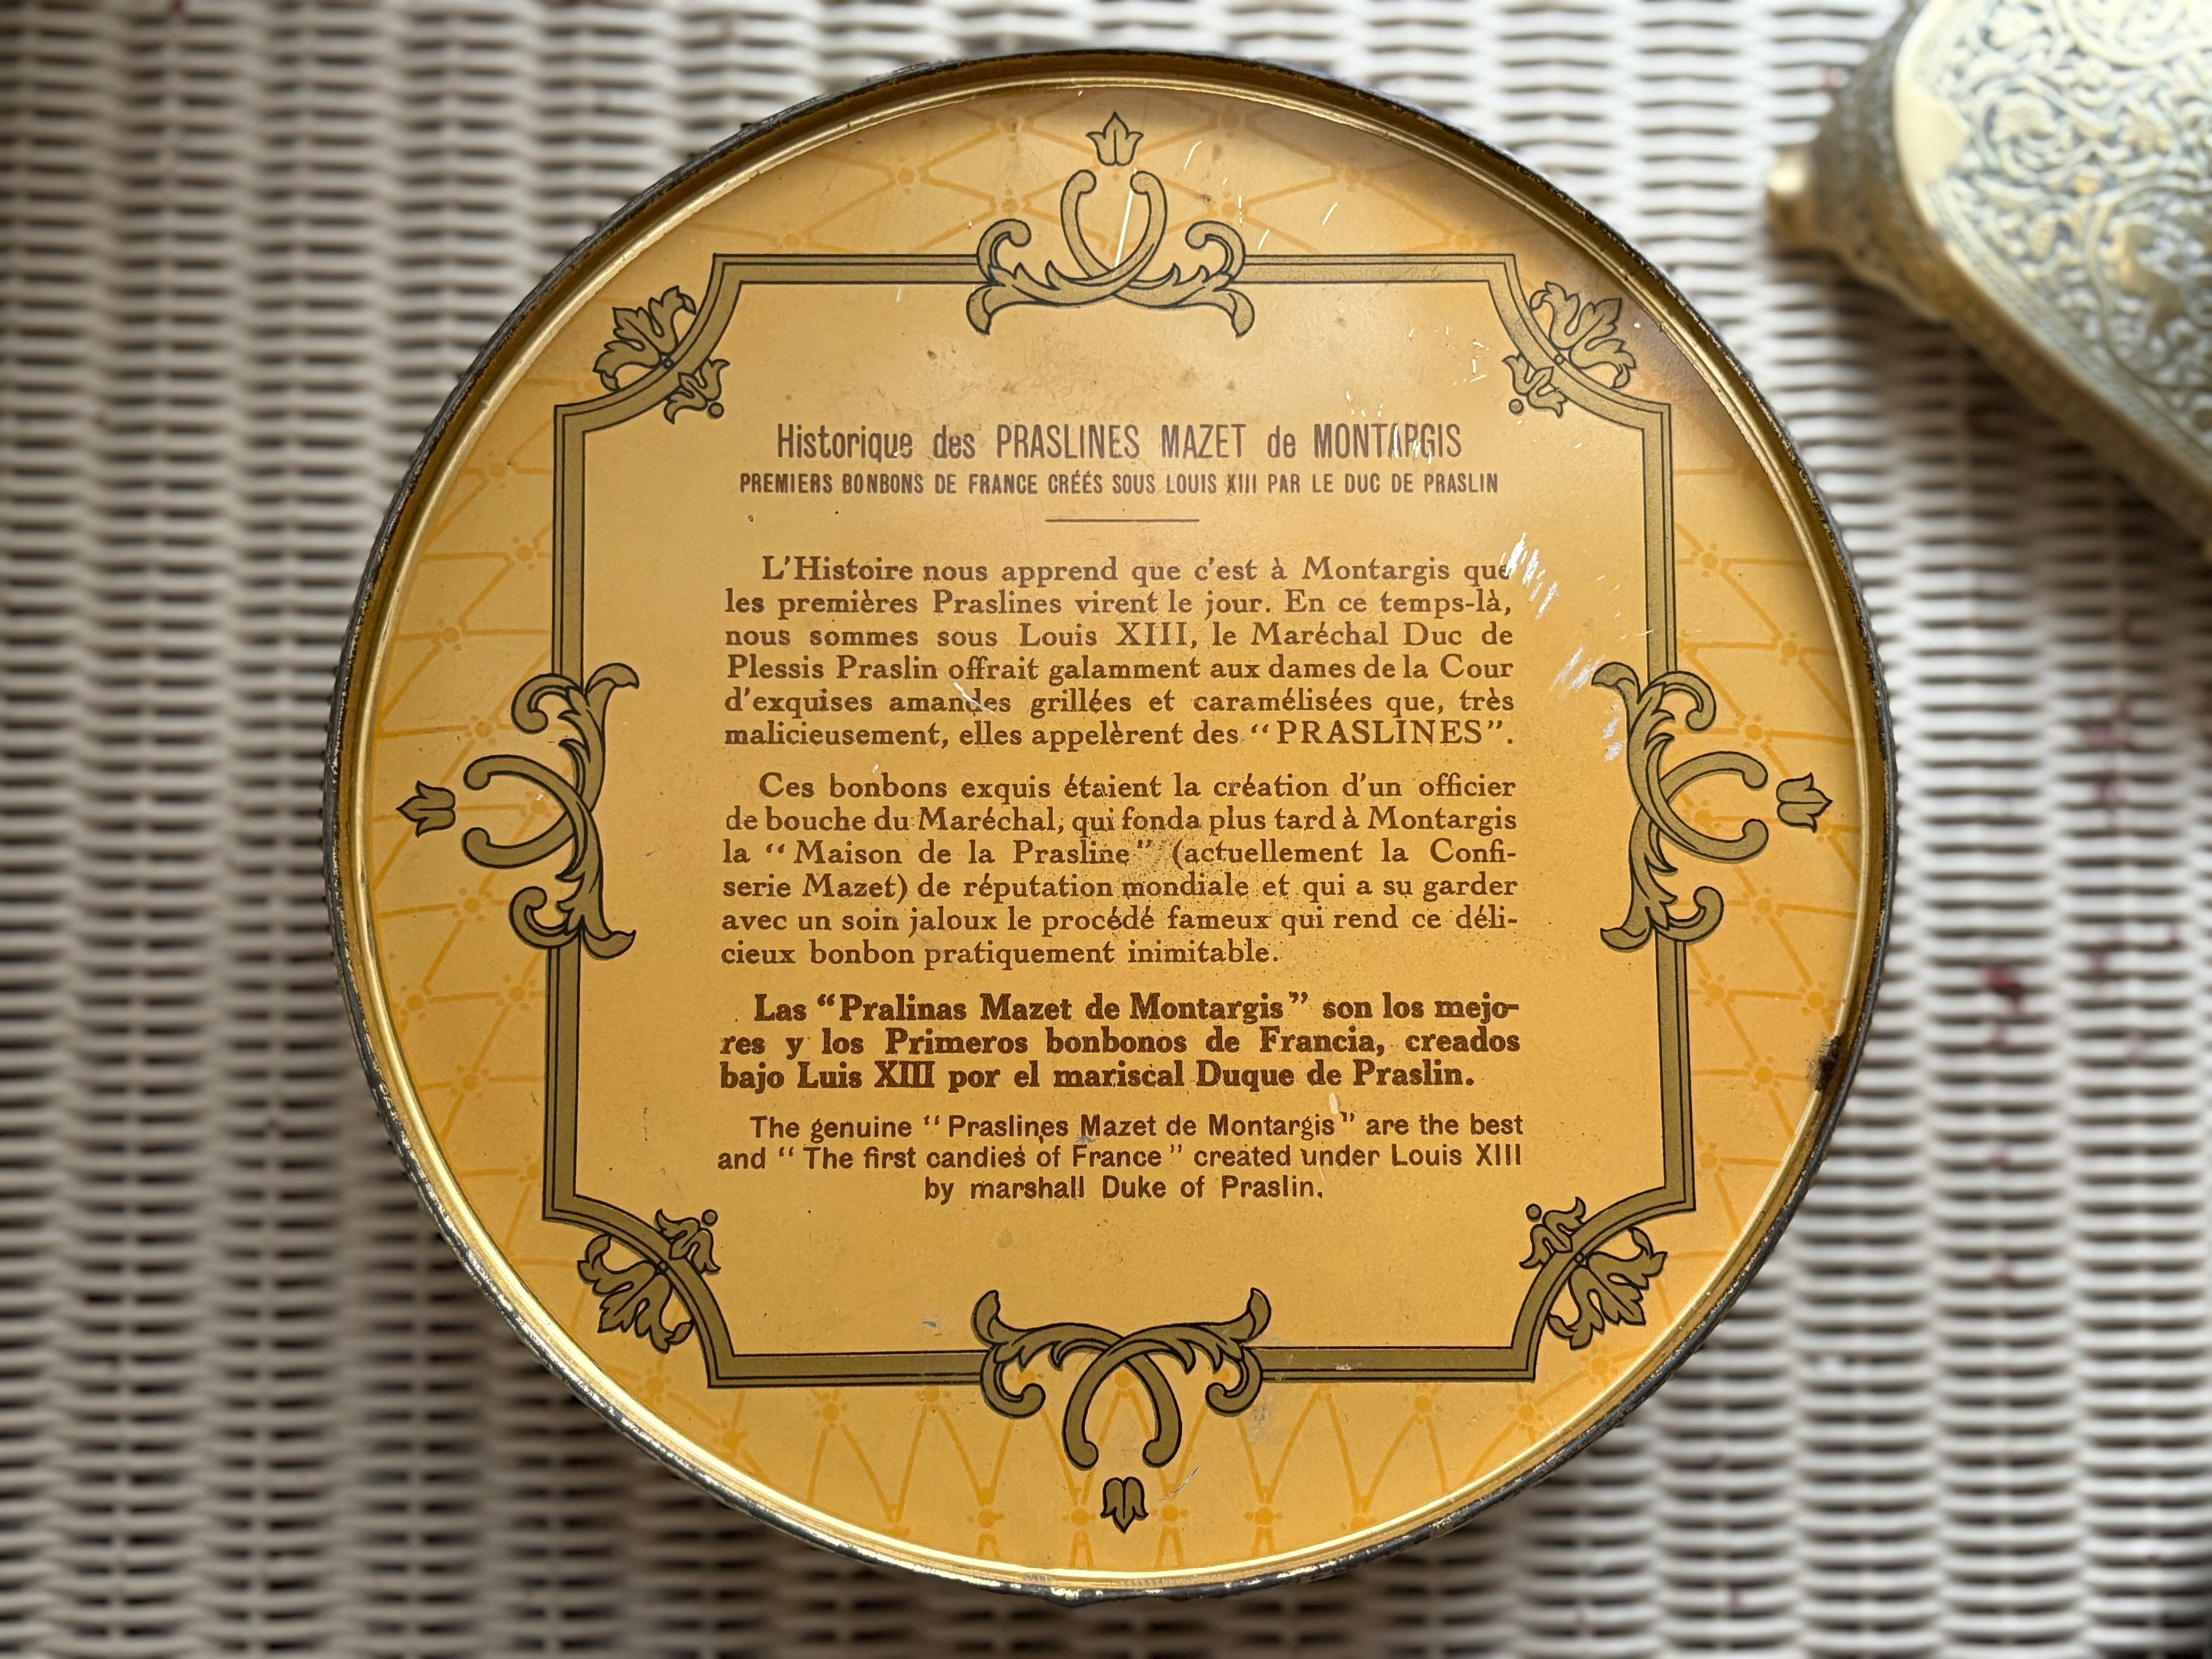 Historique des PRASLINES MAZET de MONTARGIS
PREMIERS BONBONS DE FRANCE CRÉÉS SOUS LOUIS XIII PAR LE DUC DE PRASLIN
L'Histoire nous apprend que c'est à Montargis que
les premières Praslines virent le jour. En ce temps-là,
nous sommes sous Louis XIII, le Maréchal Duc de
Plessis Praslin offrait galamment aux dames de la Cour
d'exquises amandes grillées et caramélisées que, très
malicieusement, elles appelèrent des “PRASLINES”.
Ces bonbons exquis étaient la création d'un officier
de bouche du Maréchal, qui fonda plus tard à Montargis
la “Maison de la Prasline” (actuellement la Confi-
serie Mazet) de réputation mondiale et qui a su garder
avec un soin jaloux le procédé fameux qui rend ce déli-
cieux bonbon pratiquement inimitable.
Las “Pralinas Mazet de Montargis” son los mejo-
res y los Primeros bonbonos de Francia, creados
bajo Luis XIII por el mariscal Duque de Praslin.
The genuine “Praslines Mazet de Montargis” are the best
and “The first candies of France” created under Louis XIII
by marshall Duke of Praslin.